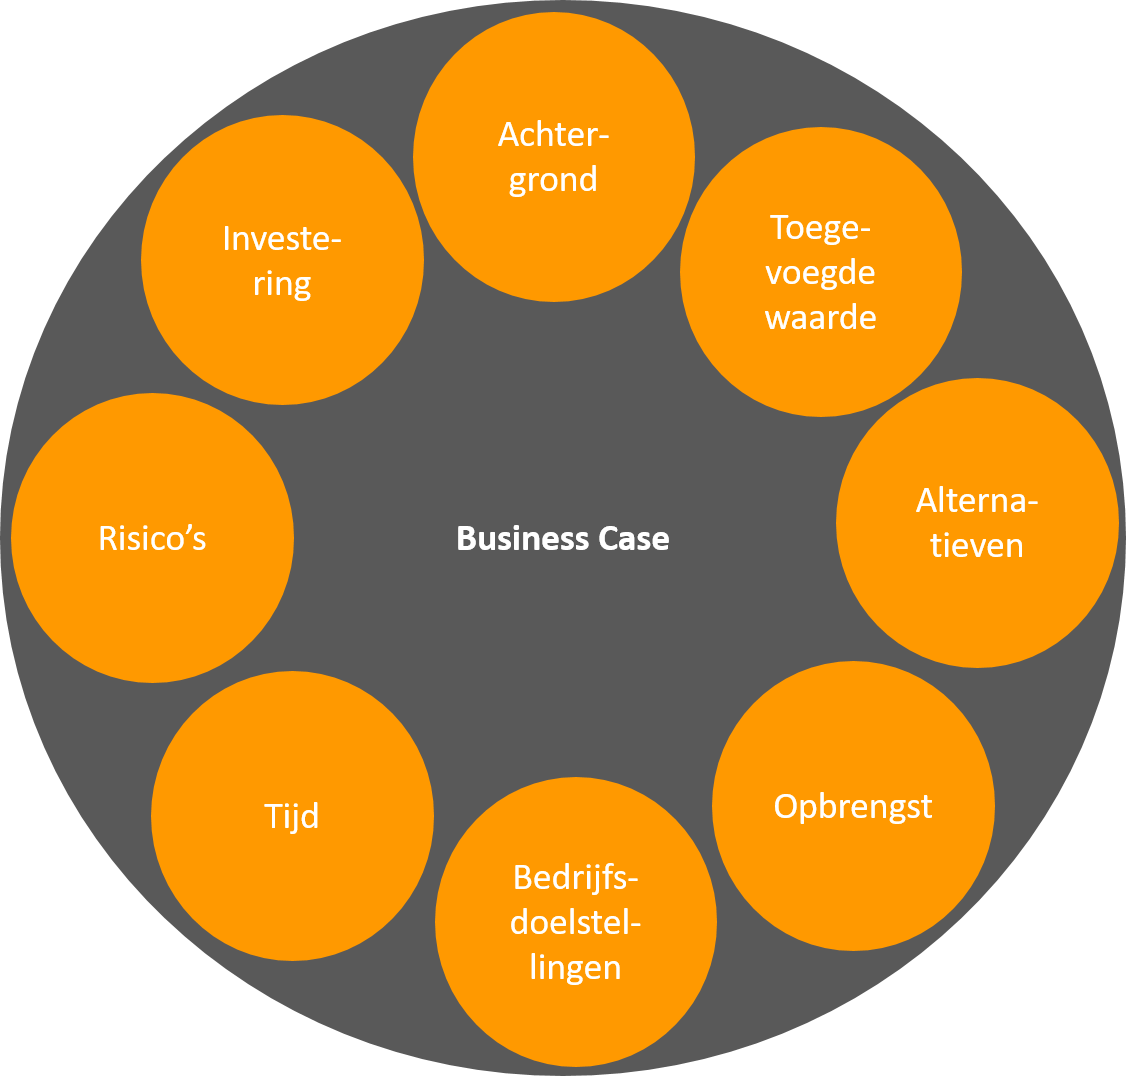 Achter-
grond
Toege-
voegde
waarde
Alterna-
tieven
Opbrengst
Bedrijfs-
doelstel-
lingen
Tijd
Risico’s
Investe-
ring
Business Case